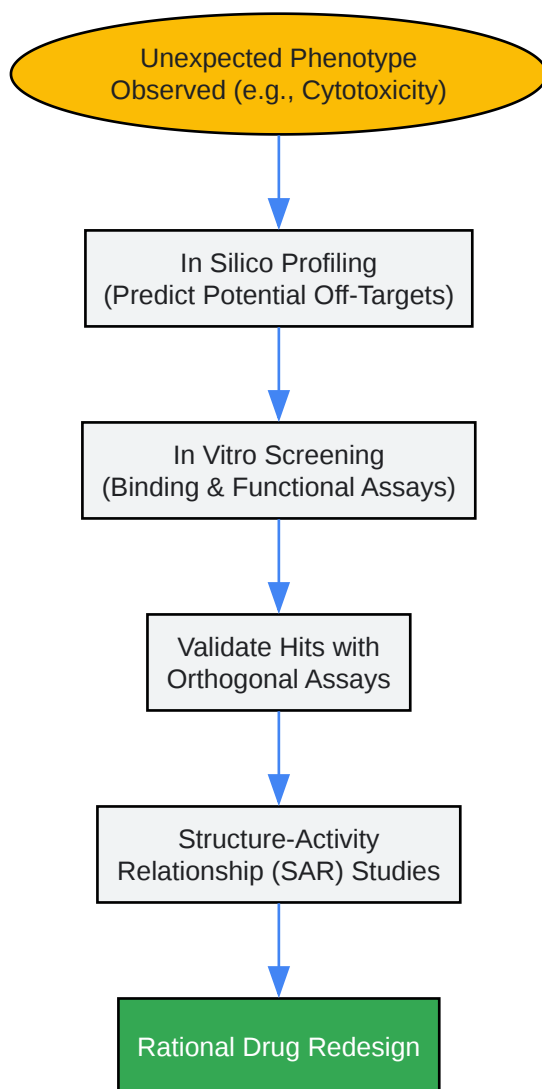 Unexpected Phenotype
Observed (e.g., Cytotoxicity)
In Silico Profiling
(Predict Potential Off-Targets)
In Vitro Screening
(Binding & Functional Assays)
Validate Hits with
Orthogonal Assays
Structure-Activity
Relationship (SAR) Studies
Rational Drug Redesign